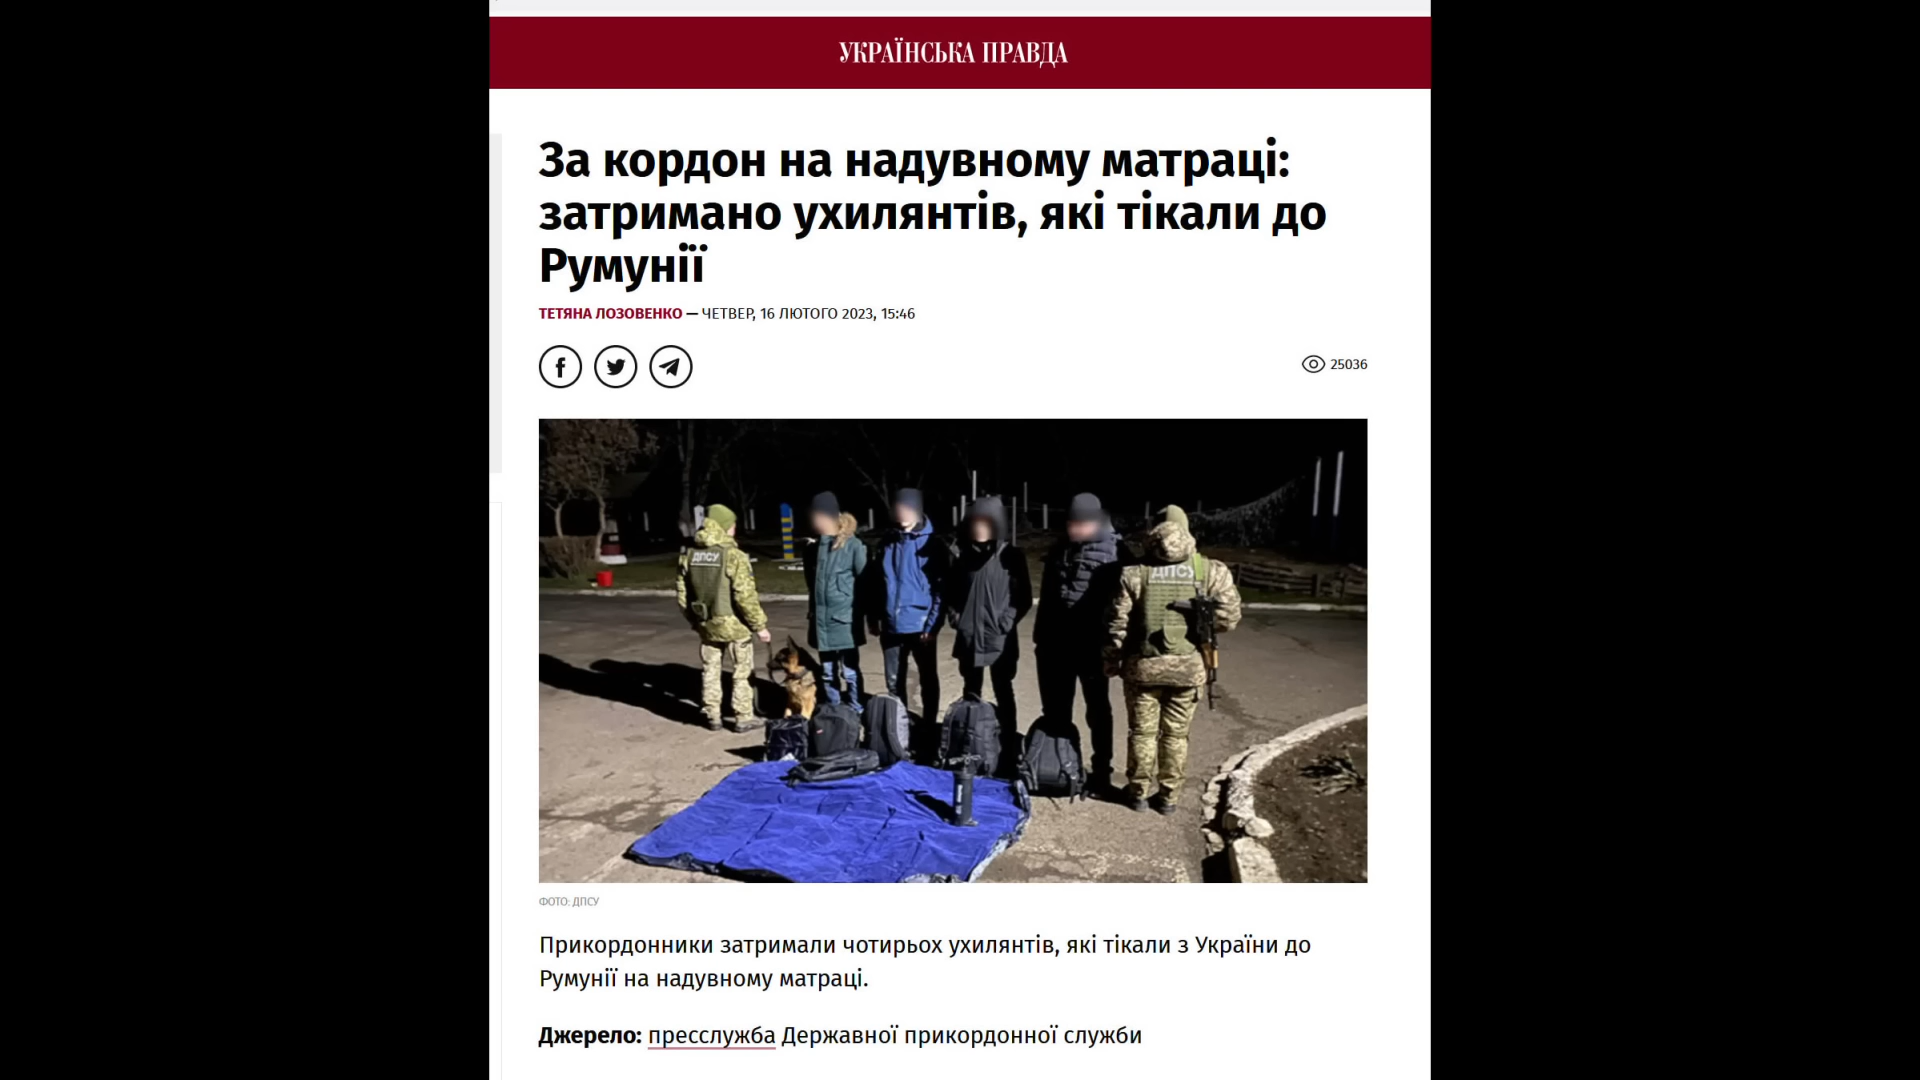 УКРАЇНСЬКА ПРАВДА
За кордон на надувному матраці:
затримано ухилянтів, які тікали до
Румунії
ТЕТЯНА ЛОЗОВЕНКО — ЧЕТВЕР, 16 ЛЮТОГО 2023, 15:46
25036
ДПСУ
ДПСУ
ФОТО: ДПСУ
Прикордонники затримали чотирьох ухилянтів, які тікали з України до
Румунії на надувному матраці.
Джерело: пресслужба Державної прикордонної служби